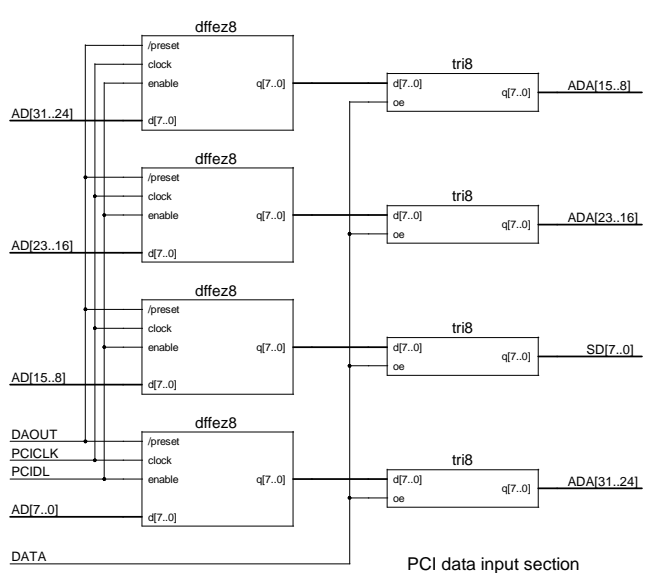 dffez8
/preset
clock
enable q[7..0]
AD[31..24] d[7..0]
tri8
d[7..0]
q[7..0] ADA[15..8]
oe
dffez8
/preset
clock
enable q[7..0]
AD[23..16] d[7..0]
tri8
d[7..0]
q[7..0] ADA[23..16]
oe
dffez8
/preset
clock
enable q[7..0]
AD[15..8] d[7..0]
tri8
d[7..0]
q[7..0] SD[7..0]
oe
dffez8
DAOUT /preset
PCICLK clock
PCIDL enable q[7..0]
AD[7..0] d[7..0]
tri8
d[7..0]
q[7..0] ADA[31..24]
oe
DATA
PCI data input section